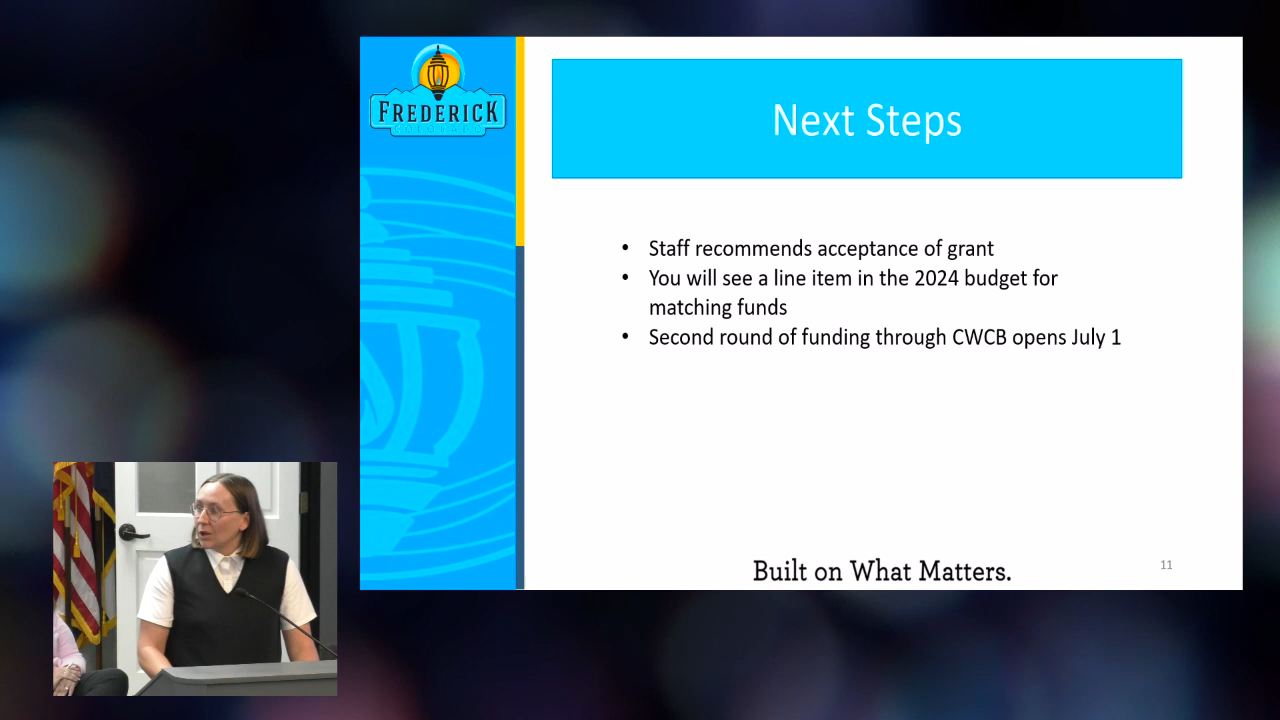 FREDERICK
COLORADO
Next Steps
• Staff recommends acceptance of grant
• You will see a line item in the 2024 budget for
matching funds
• Second round of funding through CWCB opens July 1
Built on What Matters.
11